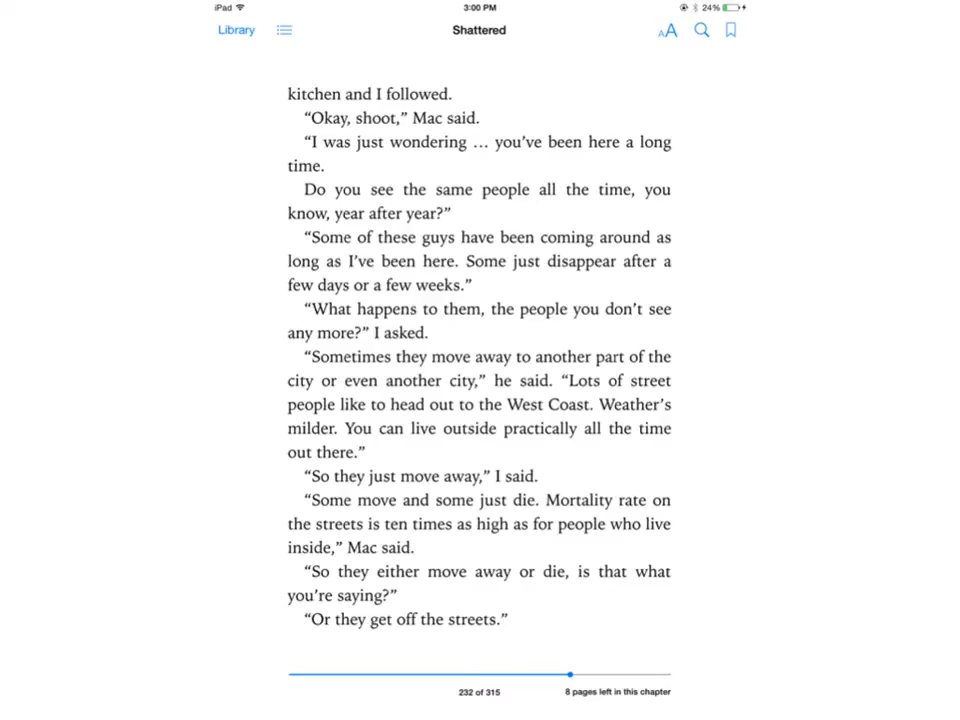 iPad 3:00 PM 24%
Library Shattered AA
kitchen and I followed.
“Okay, shoot,” Mac said.
“I was just wondering … you’ve been here a long
time.
Do you see the same people all the time, you
know, year after year?”
“Some of these guys have been coming around as
long as I’ve been here. Some just disappear after a
few days or a few weeks.”
“What happens to them, the people you don’t see
any more?” I asked.
“Sometimes they move away to another part of the
city or even another city,” he said. “Lots of street
people like to head out to the West Coast. Weather’s
milder. You can live outside practically all the time
out there.”
“So they just move away,” I said.
“Some move and some just die. Mortality rate on
the streets is ten times as high as for people who live
inside,” Mac said.
“So they either move away or die, is that what
you’re saying?”
“Or they get off the streets.”
232 of 315 8 pages left in this chapter